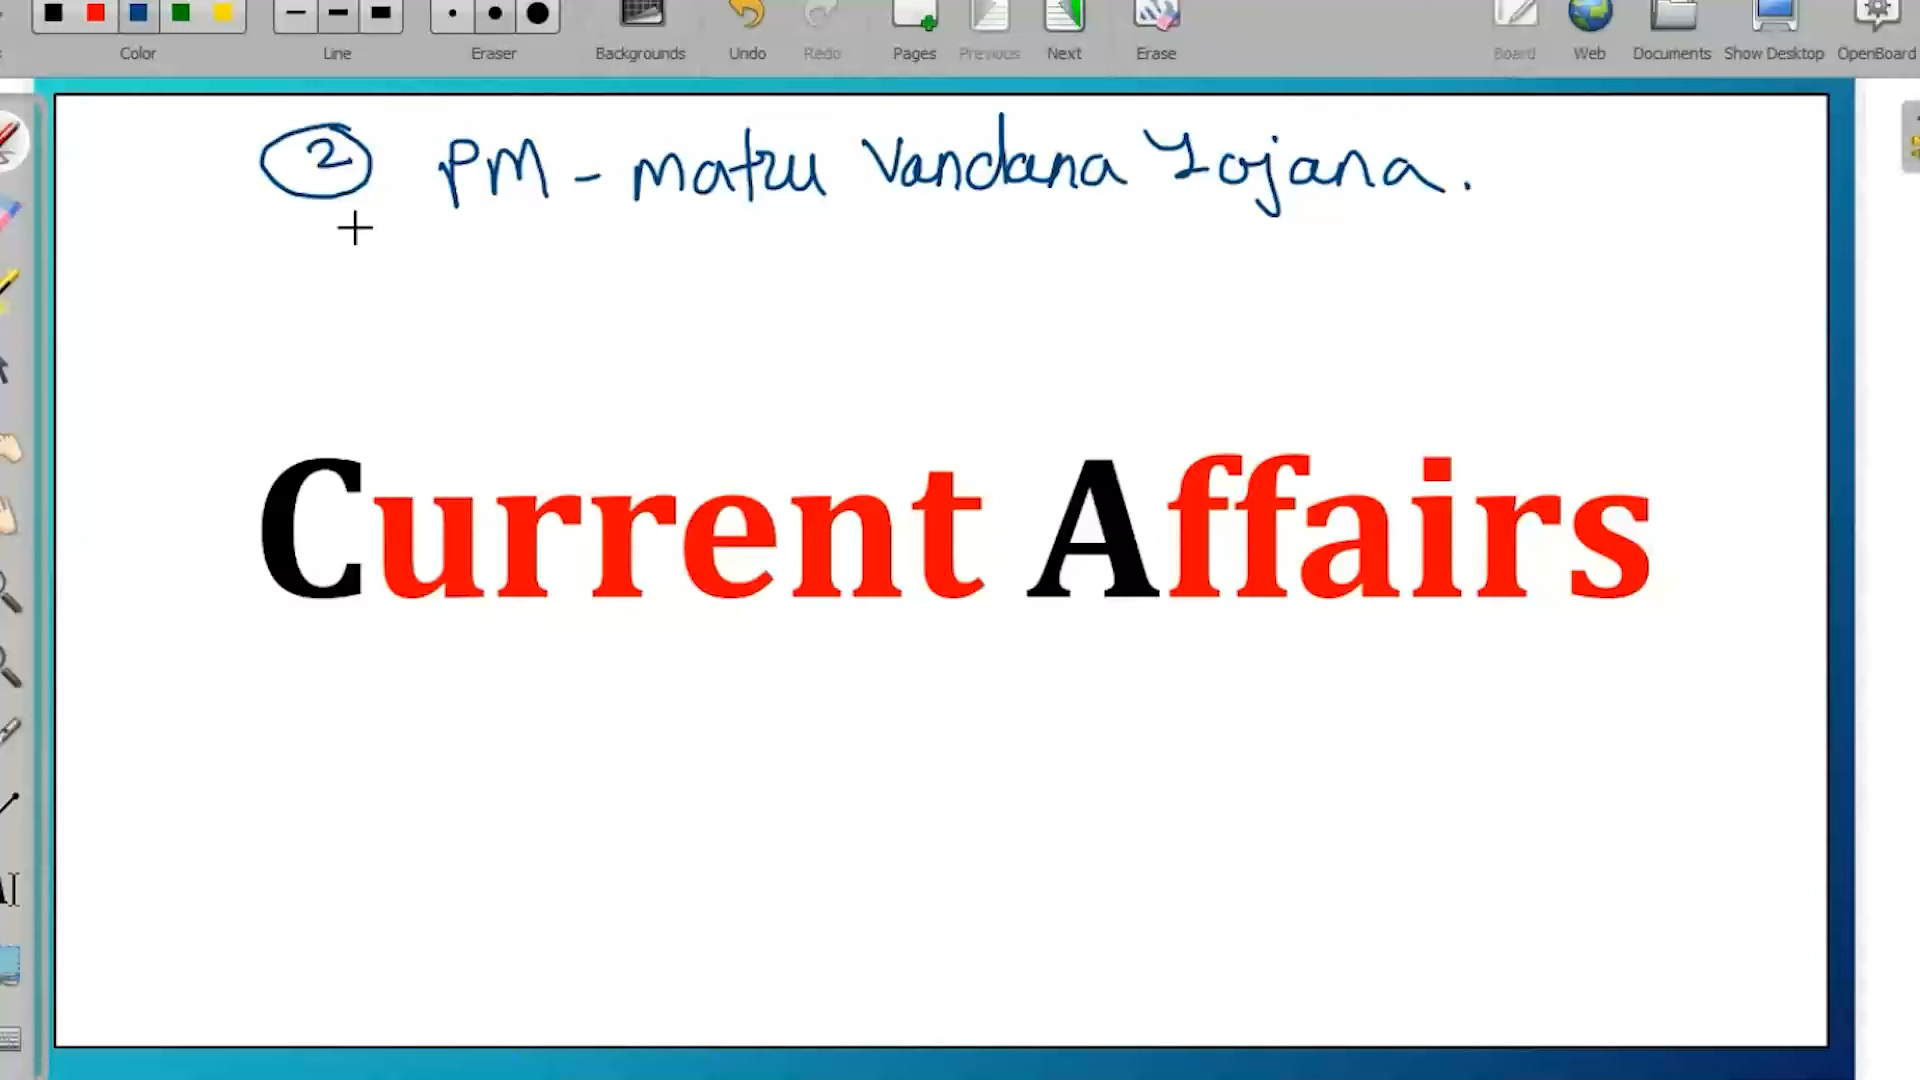 Color
Line
Eraser
Backgrounds
Undo
Redo
Pages
Previous
Next
Erase
Board
Web
Documents
Show Desktop
OpenBoard
2 PM - Matru Vandana Yojana.
Current Affairs